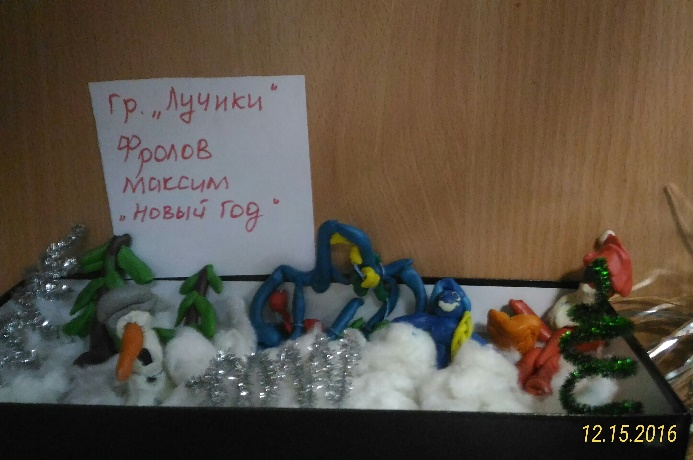 гр. „Лучики"
Фролов
максим
„новый год"
12.15.2016